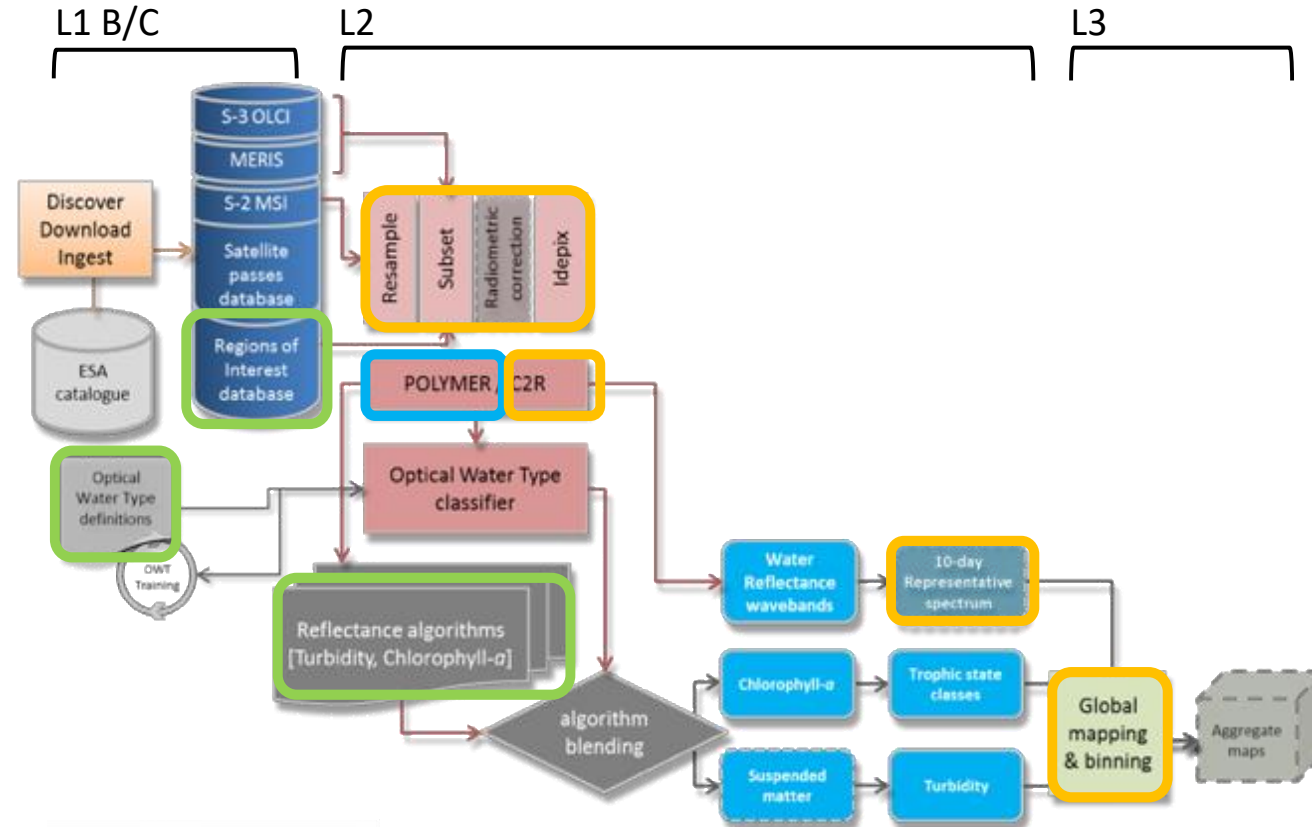 L1 B/C
L2
L3
S-3 OLCI
MERIS
S-2 MSI
Satellite
passes
database
Regions of
Interest
database
Discover
Download
Ingest
ESA
catalogue
Resample
Subset
Radiometric
correction
Idepix
POLYMER / C2R
Optical Water Type
classifier
Optical
Water Type
definitions
OWT
Training
Reflectance algorithms
[Turbidity, Chlorophyll-a]
algorithm
blending
Water
Reflectance
wavebands
10-day
Representative
spectrum
Chlorophyll-a
Trophic state
classes
Suspended
matter
Turbidity
Global
mapping
& binning
Aggregate
maps